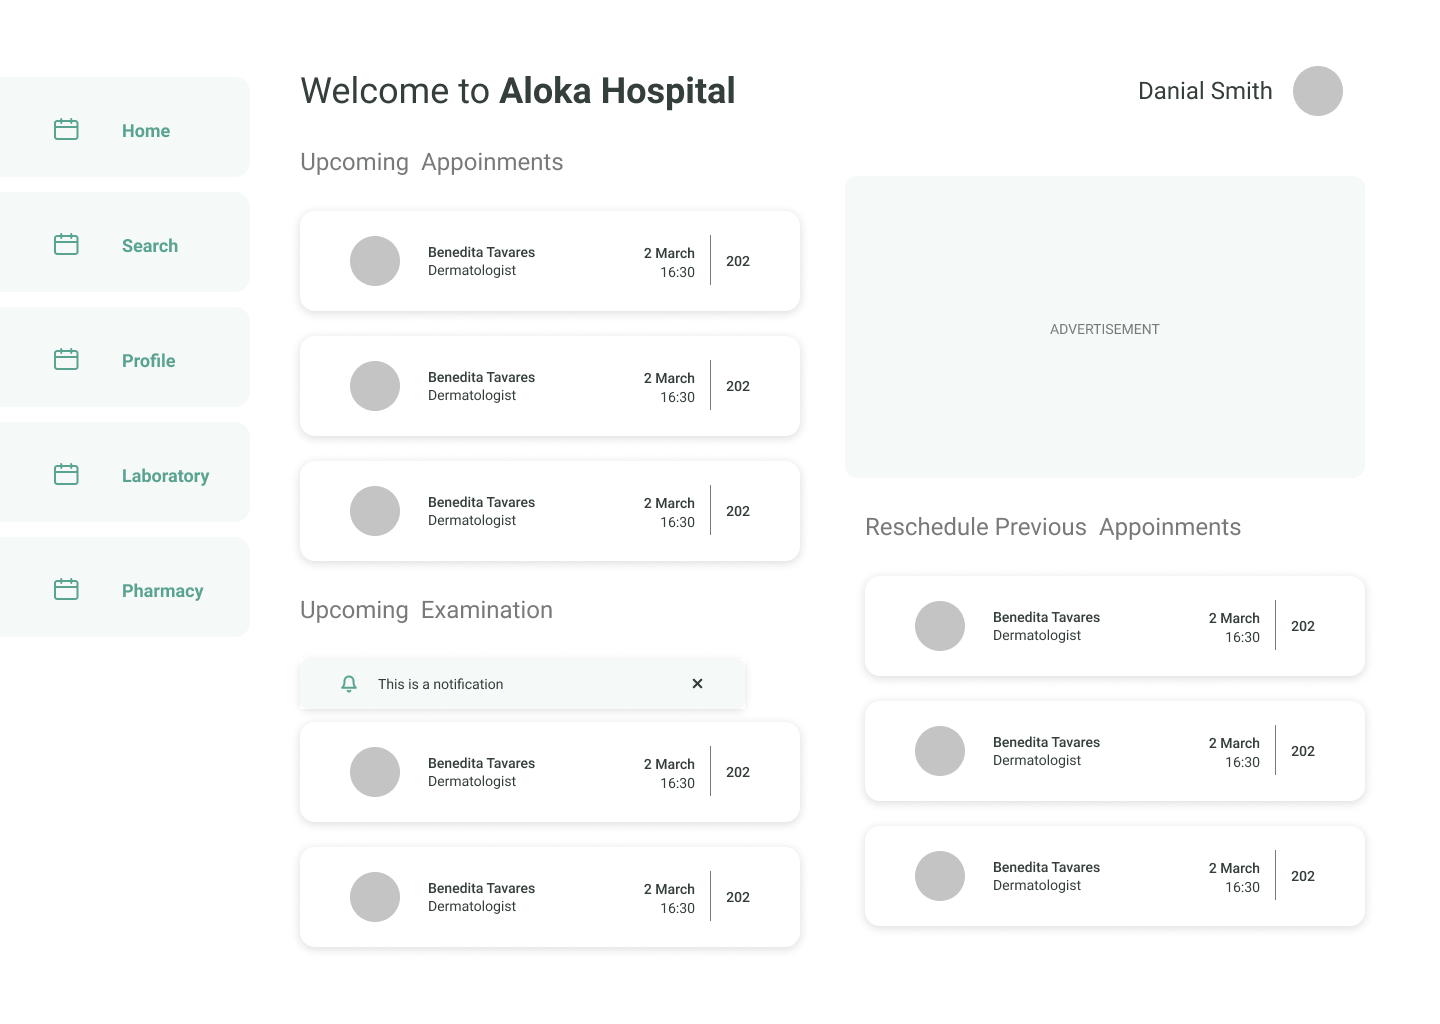 Welcome to Aloka Hospital
Danial Smith
Home
Search
Profile
Laboratory
Pharmacy
Upcoming  Appoinments
Benedita Tavares
Dermatologist
2 March
16:30
202
Benedita Tavares
Dermatologist
2 March
16:30
202
Benedita Tavares
Dermatologist
2 March
16:30
202
Upcoming  Examination
This is a notification
Benedita Tavares
Dermatologist
2 March
16:30
202
Benedita Tavares
Dermatologist
2 March
16:30
202
ADVERTISEMENT
Reschedule Previous  Appoinments
Benedita Tavares
Dermatologist
2 March
16:30
202
Benedita Tavares
Dermatologist
2 March
16:30
202
Benedita Tavares
Dermatologist
2 March
16:30
202